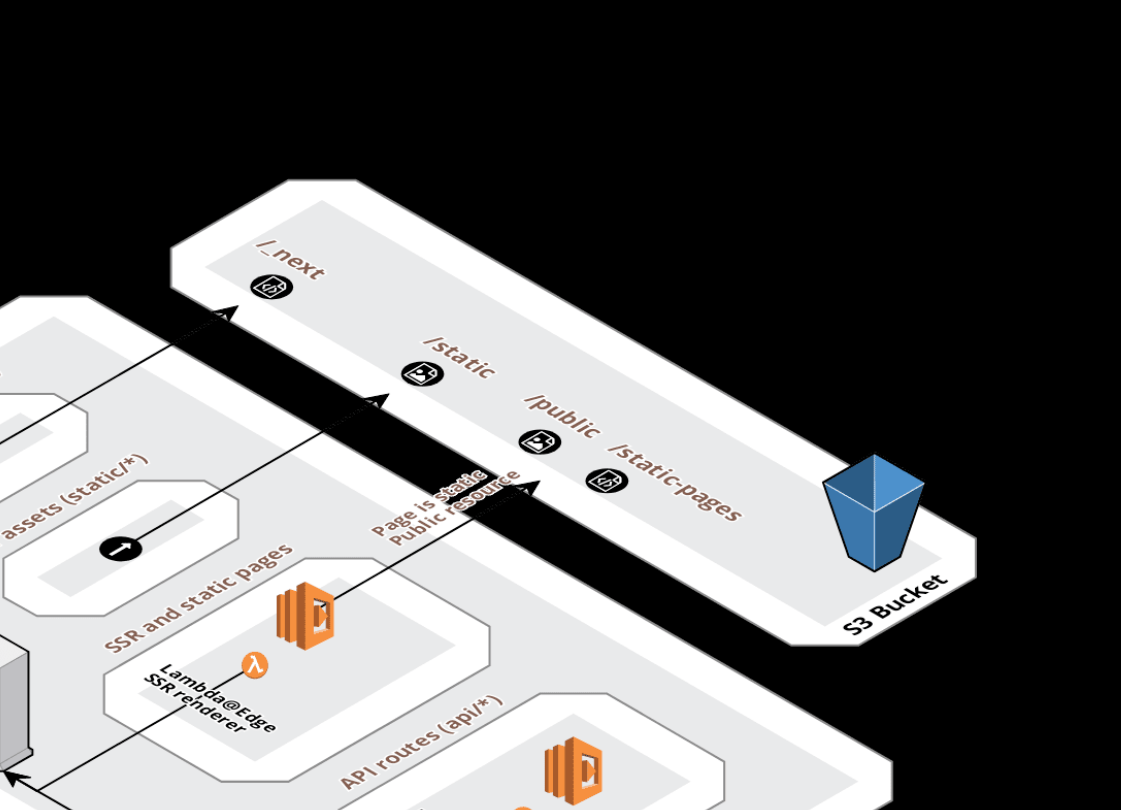 /_next
/static
/public
/static-pages
assets (static/*)
Page is static
Public resource
SSR and static pages
S3 Bucket
Lambda@Edge
SSR renderer
API routes (api/*)